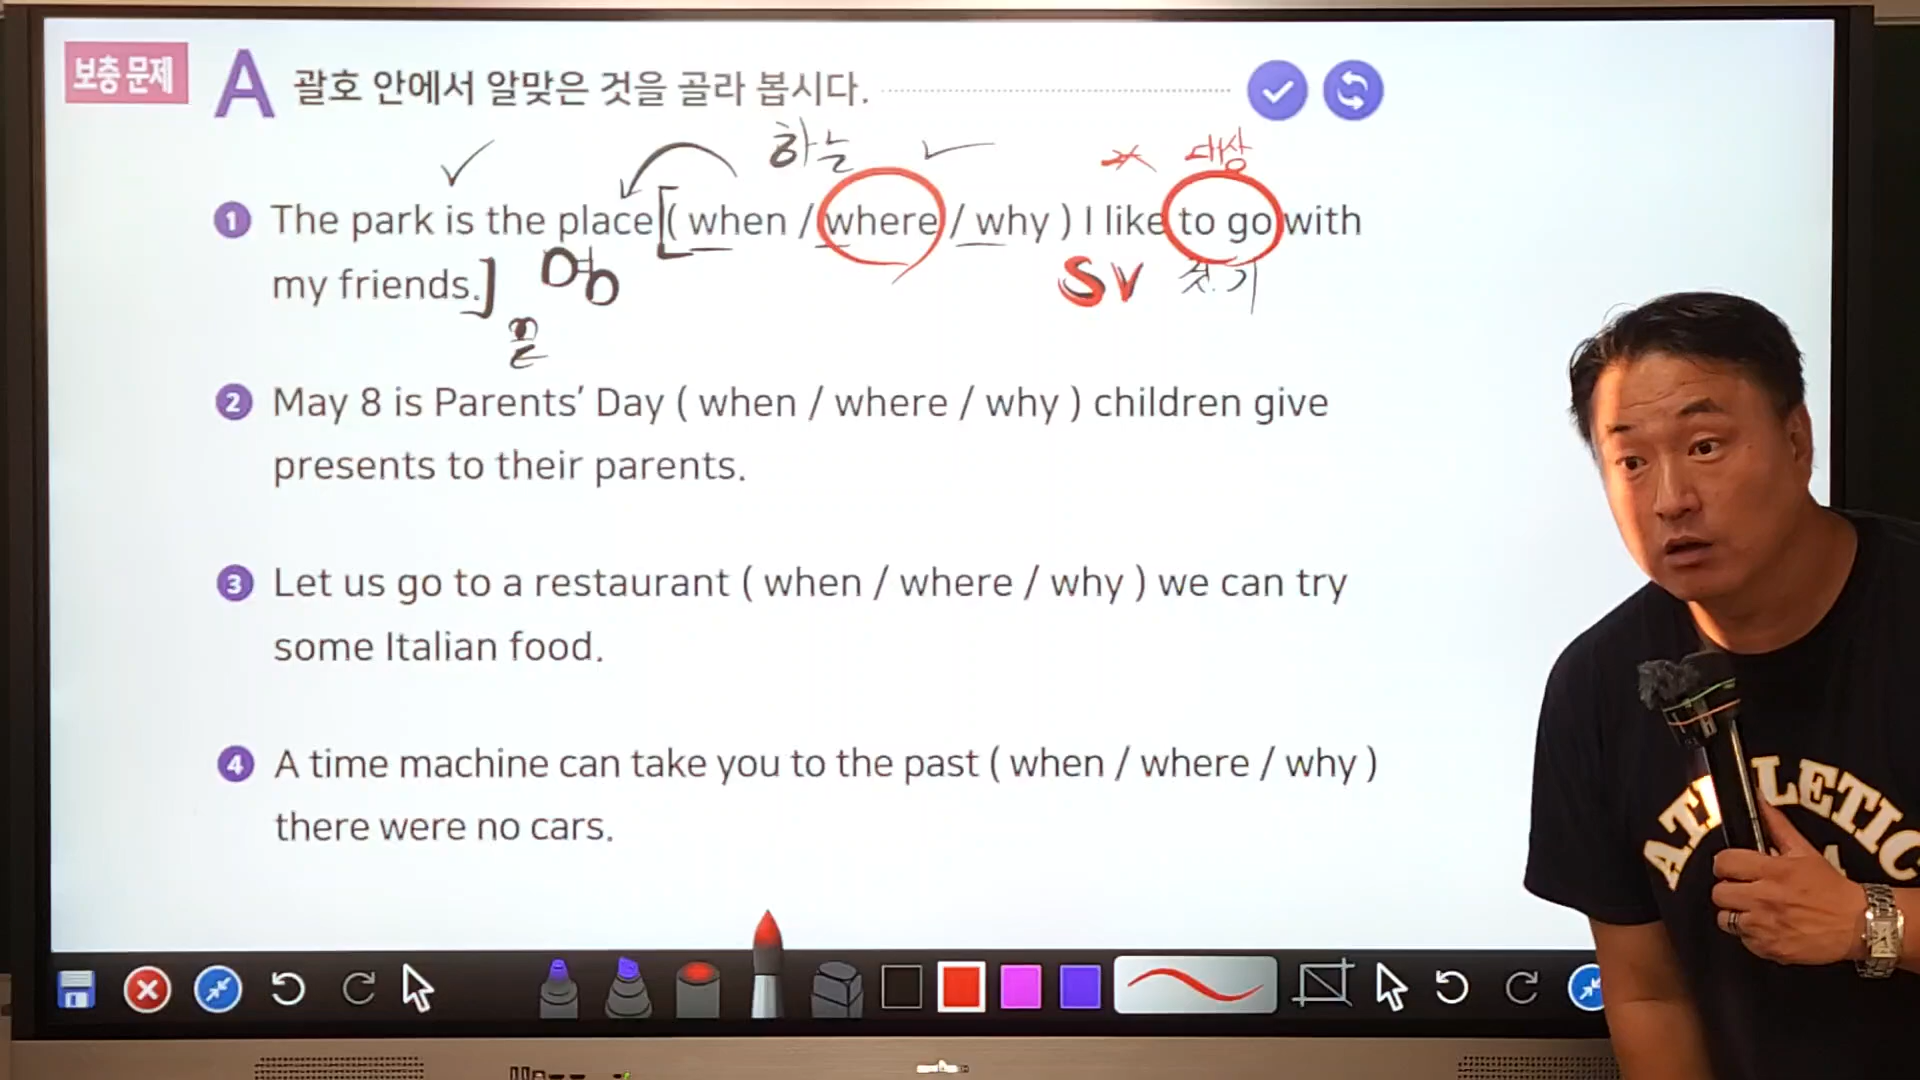 보충 문제 A 괄호 안에서 알맞은 것을 골라 봅시다.
하는 대상
1 The park is the place [( when / where / why ) I like to go with
my friends.] 명 SV 것.기
꼴
2 May 8 is Parents’ Day ( when / where / why ) children give
presents to their parents.
3 Let us go to a restaurant ( when / where / why ) we can try
some Italian food.
4 A time machine can take you to the past ( when / where / why )
there were no cars.